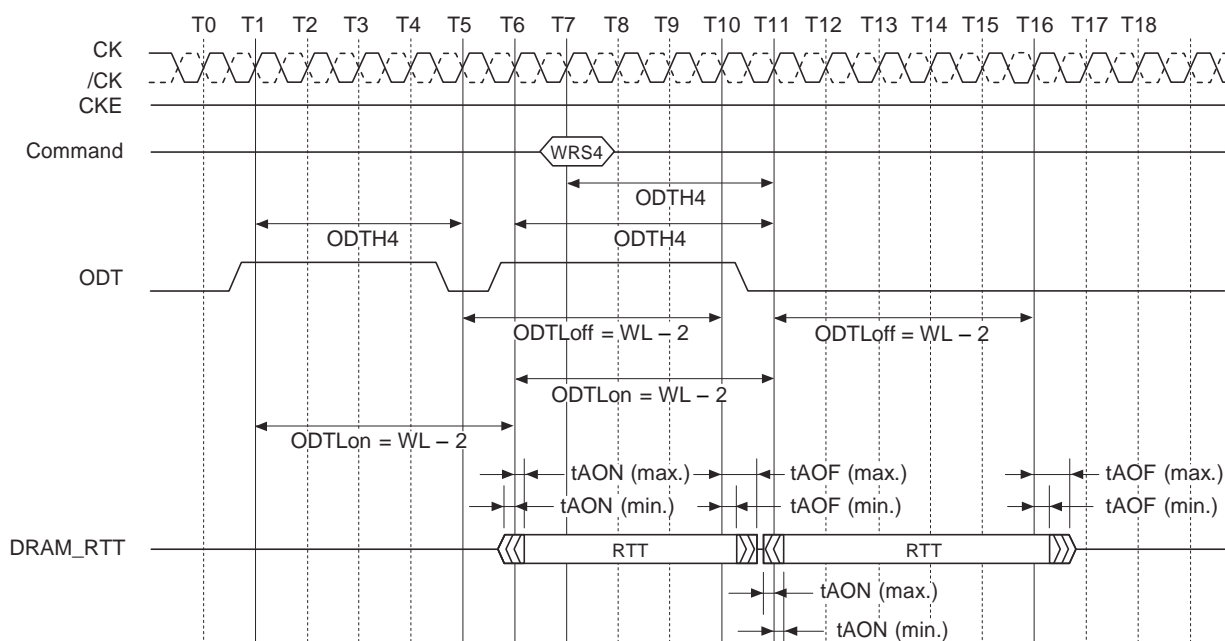 T0 T1 T2 T3 T4 T5 T6 T7 T8 T9 T10 T11 T12 T13 T14 T15 T16 T17 T18
CK
/CK
CKE
Command WRS4
ODTH4
ODTH4 ODTH4
ODT
ODTLoff = WL – 2 ODTLoff = WL – 2
ODTLon = WL – 2
ODTLon = WL – 2
tAON (max.) tAOF (max.) tAOF (max.)
tAON (min.) tAOF (min.) tAOF (min.)
DRAM_RTT RTT RTT
tAON (max.)
tAON (min.)